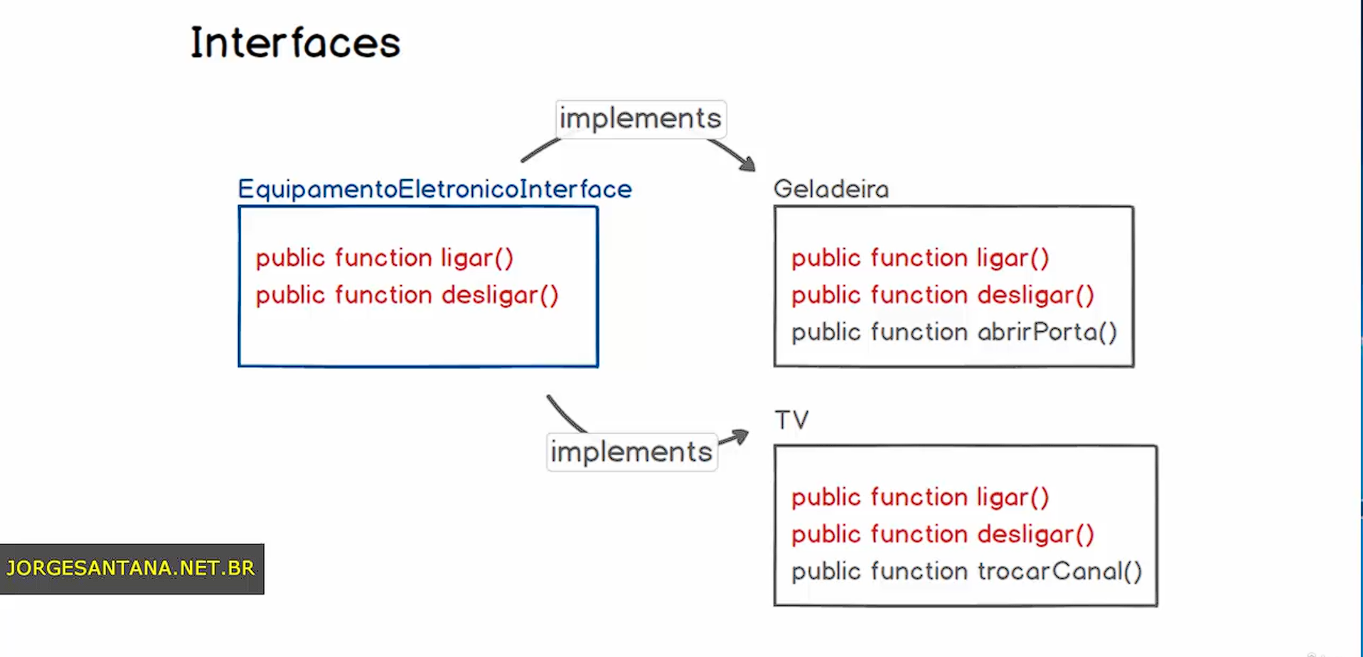 Interfaces
implements
EquipamentoEletronicoInterface
public function ligar()
public function desligar()
Geladeira
public function ligar()
public function desligar()
public function abrirPorta()
implements
TV
public function ligar()
public function desligar()
public function trocarCanal()
JORGESANTANA.NET.BR